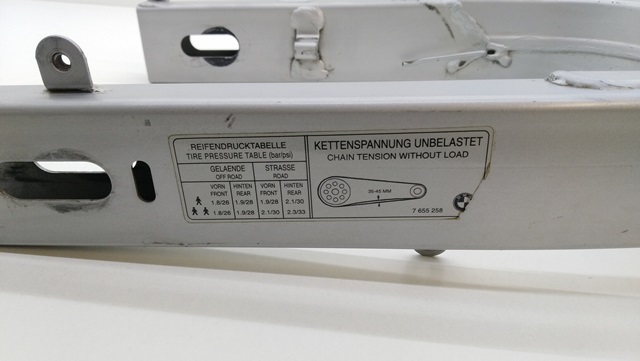 REIFENDRUCKTABELLE
TIRE PRESSURE TABLE (bar/psi)
GELAENDE STRASSE
OFF ROAD ROAD
VORN HINTEN VORN HINTEN
FRONT REAR FRONT REAR
1.8/26 1.9/28 1.9/28 2.1/30
1.8/26 1.9/28 2.1/30 2.3/33
KETTENSPANNUNG UNBELASTET
CHAIN TENSION WITHOUT LOAD
35-45 MM
7 655 258